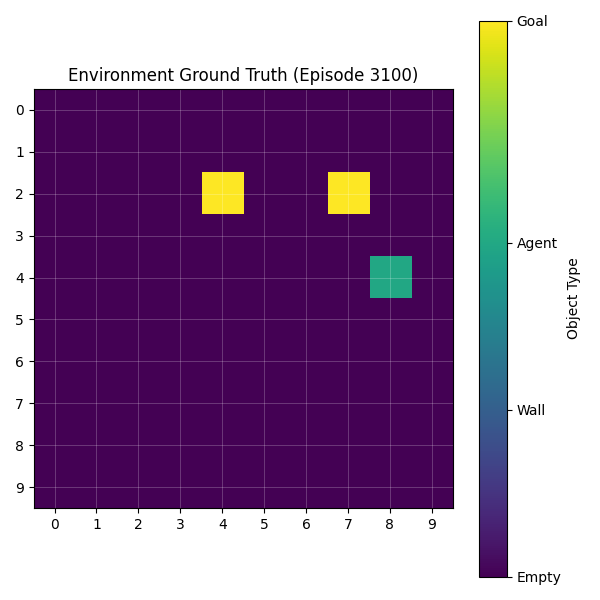 Environment Ground Truth (Episode 3100)
0
1
2
3
4
5
6
7
8
9
0 1 2 3 4 5 6 7 8 9
Goal
Agent
Wall
Empty
Object Type